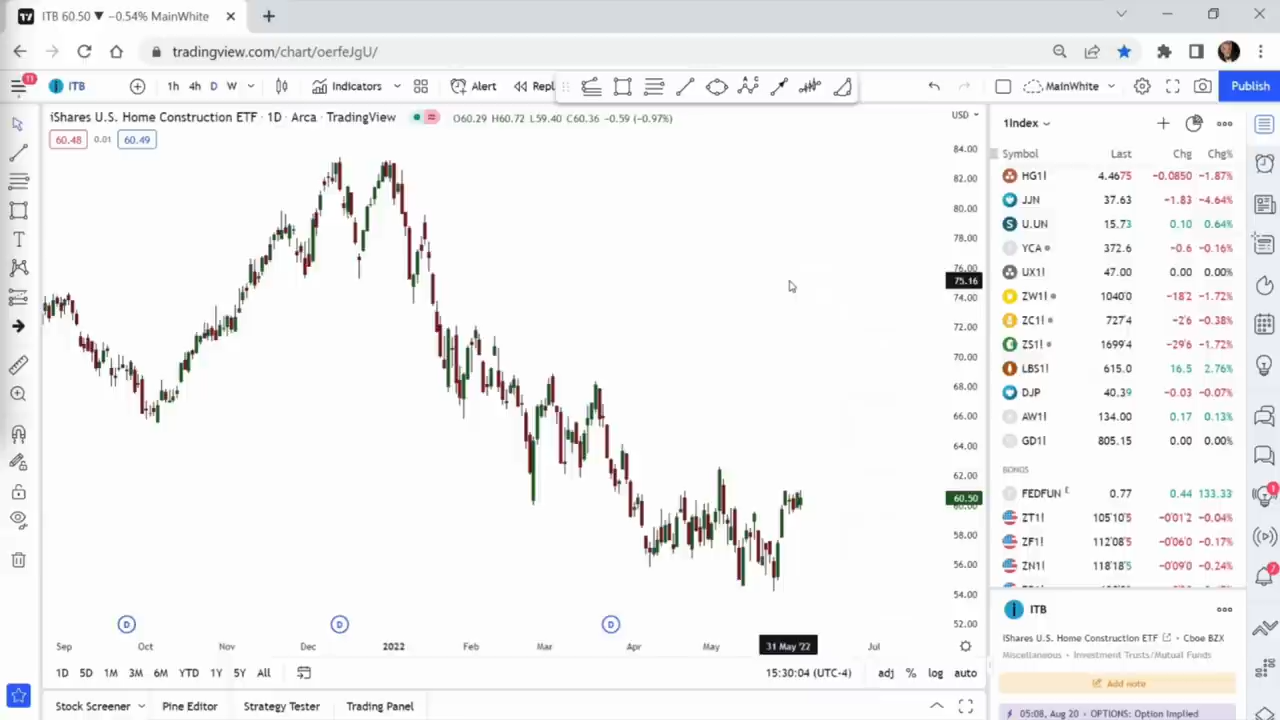 ITB 60.50 ▼ −0.54% MainWhite
tradingview.com/chart/oerfeJgU/
11
ITB 1h 4h D W Indicators Alert Repl MainWhite Publish
iShares U.S. Home Construction ETF · 1D · Arca · TradingView O60.29 H60.72 L59.40 C60.36 −0.59 (−0.97%)
60.48 0.01 60.49
USD
84.00
82.00
80.00
78.00
76.00
75.16
74.00
72.00
70.00
68.00
66.00
64.00
62.00
60.50
60.00
58.00
56.00
54.00
52.00
D D D
Sep Oct Nov Dec 2022 Feb Mar Apr May 31 May '22 Jul
1D 5D 1M 3M 6M YTD 1Y 5Y All 15:30:04 (UTC-4) adj % log auto
Stock Screener Pine Editor Strategy Tester Trading Panel
1Index
Symbol Last Chg Chg%
HG1! 4.4675 −0.0850 −1.87%
JJN 37.63 −1.83 −4.64%
U.UN 15.73 0.10 0.64%
YCA 372.6 −0.6 −0.16%
UX1! 47.00 0.00 0.00%
ZW1! 1040'0 −18'2 −1.72%
ZC1! 727'4 −2'6 −0.38%
ZS1! 1699'4 −29'6 −1.72%
LBS1! 615.0 16.5 2.76%
DJP 40.39 −0.03 −0.07%
AW1! 134.00 0.17 0.13%
GD1! 805.15 0.00 0.00%
BONDS
FEDFUN E 0.77 0.44 133.33
ZT1! 105'10'5 −0'01'2 −0.04%
ZF1! 112'08'5 −0'06'0 −0.17%
ZN1! 118'18'5 −0'09'0 −0.24%
ITB
iShares U.S. Home Construction ETF • Cboe BZX
Miscellaneous • Investment Trusts/Mutual Funds
Add note
05:08, Aug 20 • OPTIONS: Option Implied
1
7